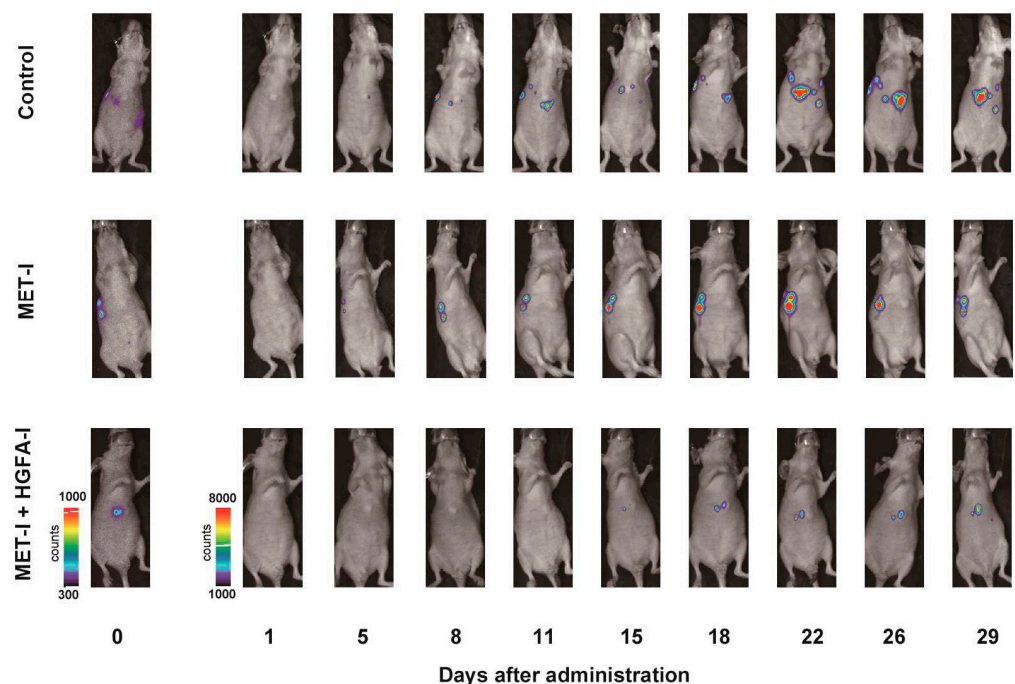 Control
MET-I
MET-I + HGFA-I
1000
counts
300
8000
counts
1000
0 1 5 8 11 15 18 22 26 29
Days after administration